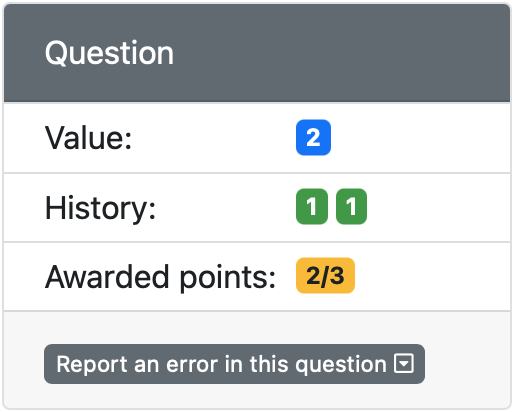 Question
Value: 2
History: 1 1
Awarded points: 2/3
Report an error in this question